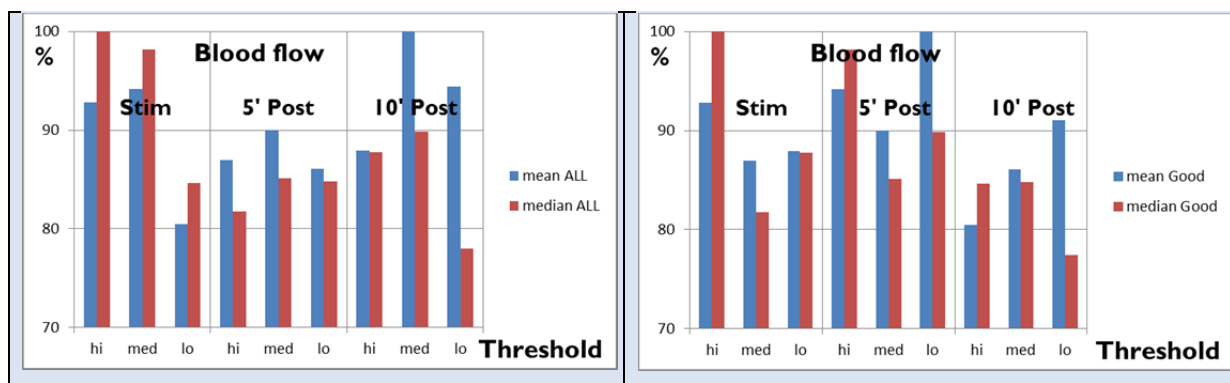 100
%
Blood flow
Stim 5' Post 10' Post
90
mean ALL
median ALL
80
70
hi med lo hi med lo hi med lo Threshold
100
%
Blood flow
Stim 5' Post 10' Post
90
mean Good
median Good
80
70
hi med lo hi med lo hi med lo Threshold